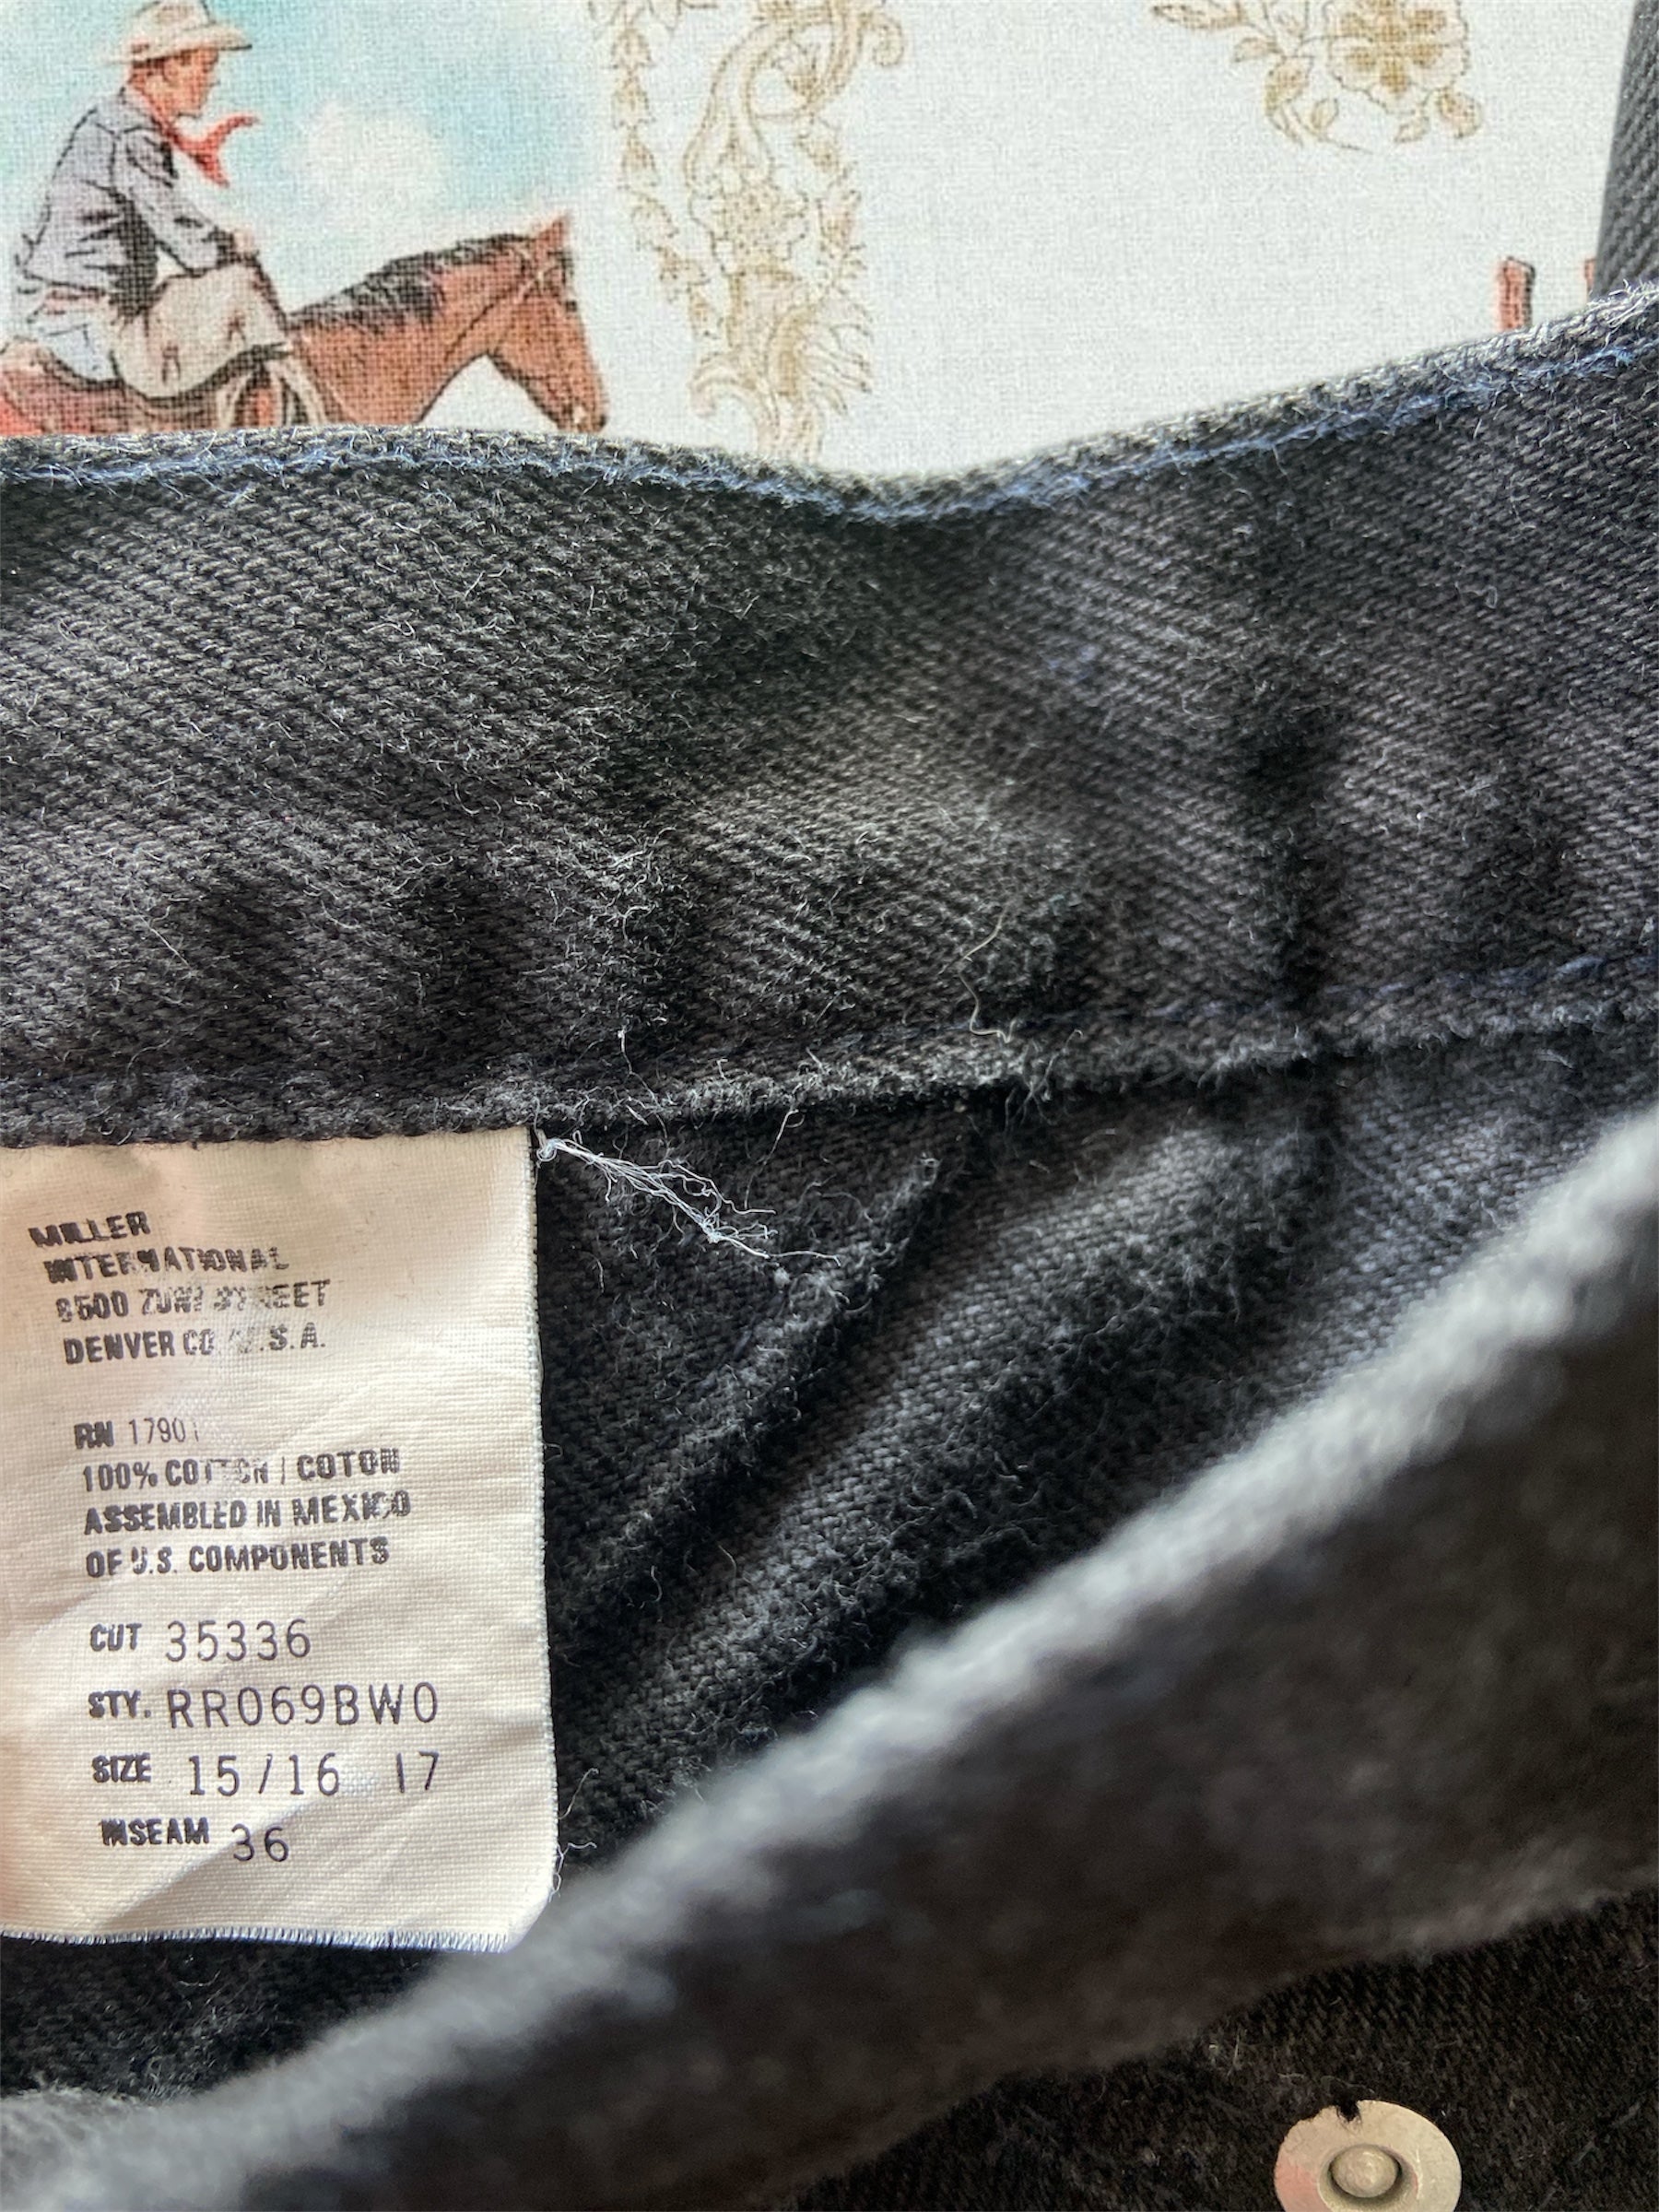 MILLER
INTERNATIONAL
8500 ZUNI STREET
DENVER CO U.S.A.
RN 17901
100% COTTON | COTON
ASSEMBLED IN MEXICO
OF U.S. COMPONENTS
CUT 35336
STY. RR069BW0
SIZE 15/16 17
INSEAM 36